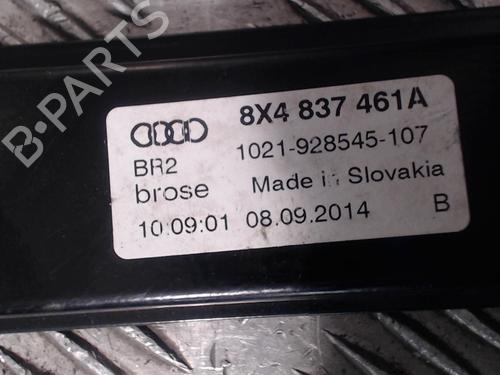 B-PARTS
8X4 837 461A
1021-928545-107
BR2
brose Made in Slovakia
10:09:01 08.09.2014 B